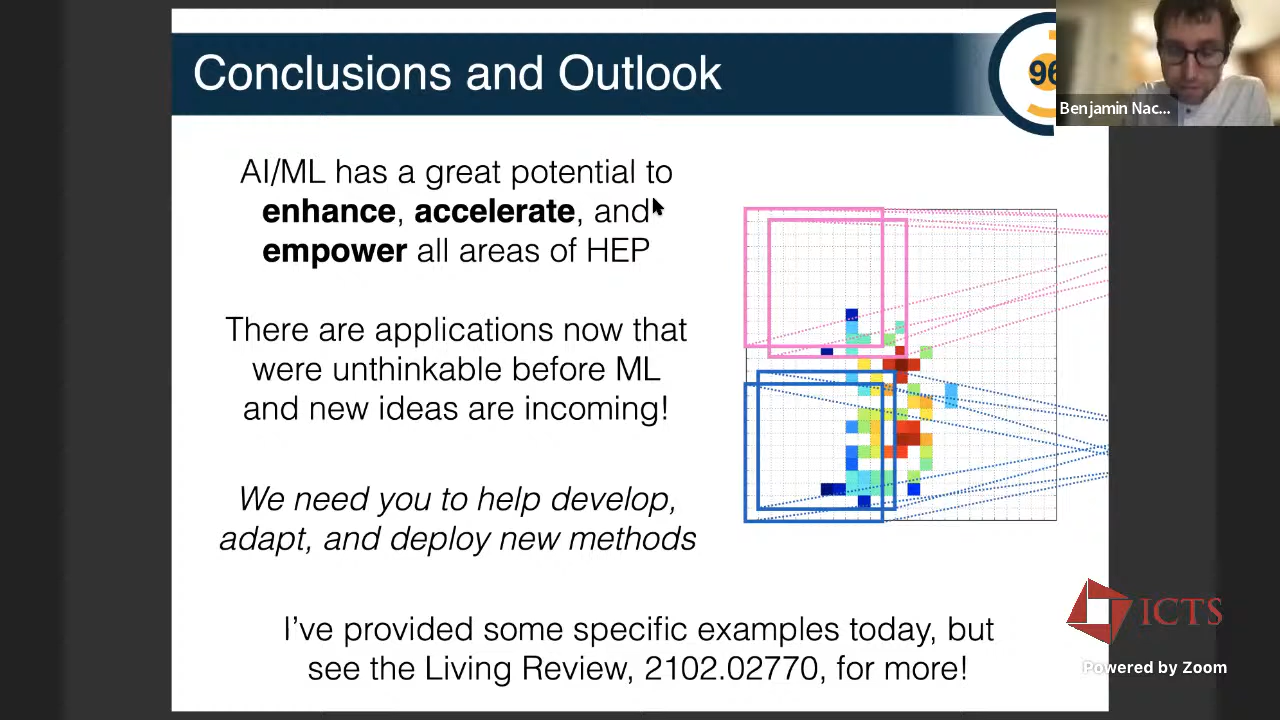 Conclusions and Outlook
96
Benjamin Nac...
AI/ML has a great potential to
enhance, accelerate, and
empower all areas of HEP
There are applications now that
were unthinkable before ML
and new ideas are incoming!
We need you to help develop,
adapt, and deploy new methods
I've provided some specific examples today, but
see the Living Review, 2102.02770, for more!
ICTS
Powered by Zoom